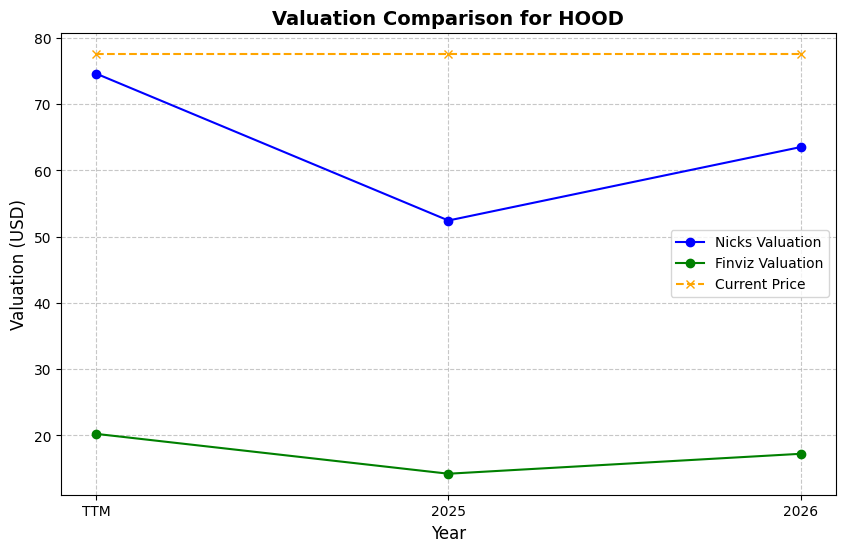 Valuation Comparison for HOOD
Valuation (USD)
80
70
60
50
40
30
20
Nicks Valuation
Finviz Valuation
Current Price
TTM 2025 2026
Year